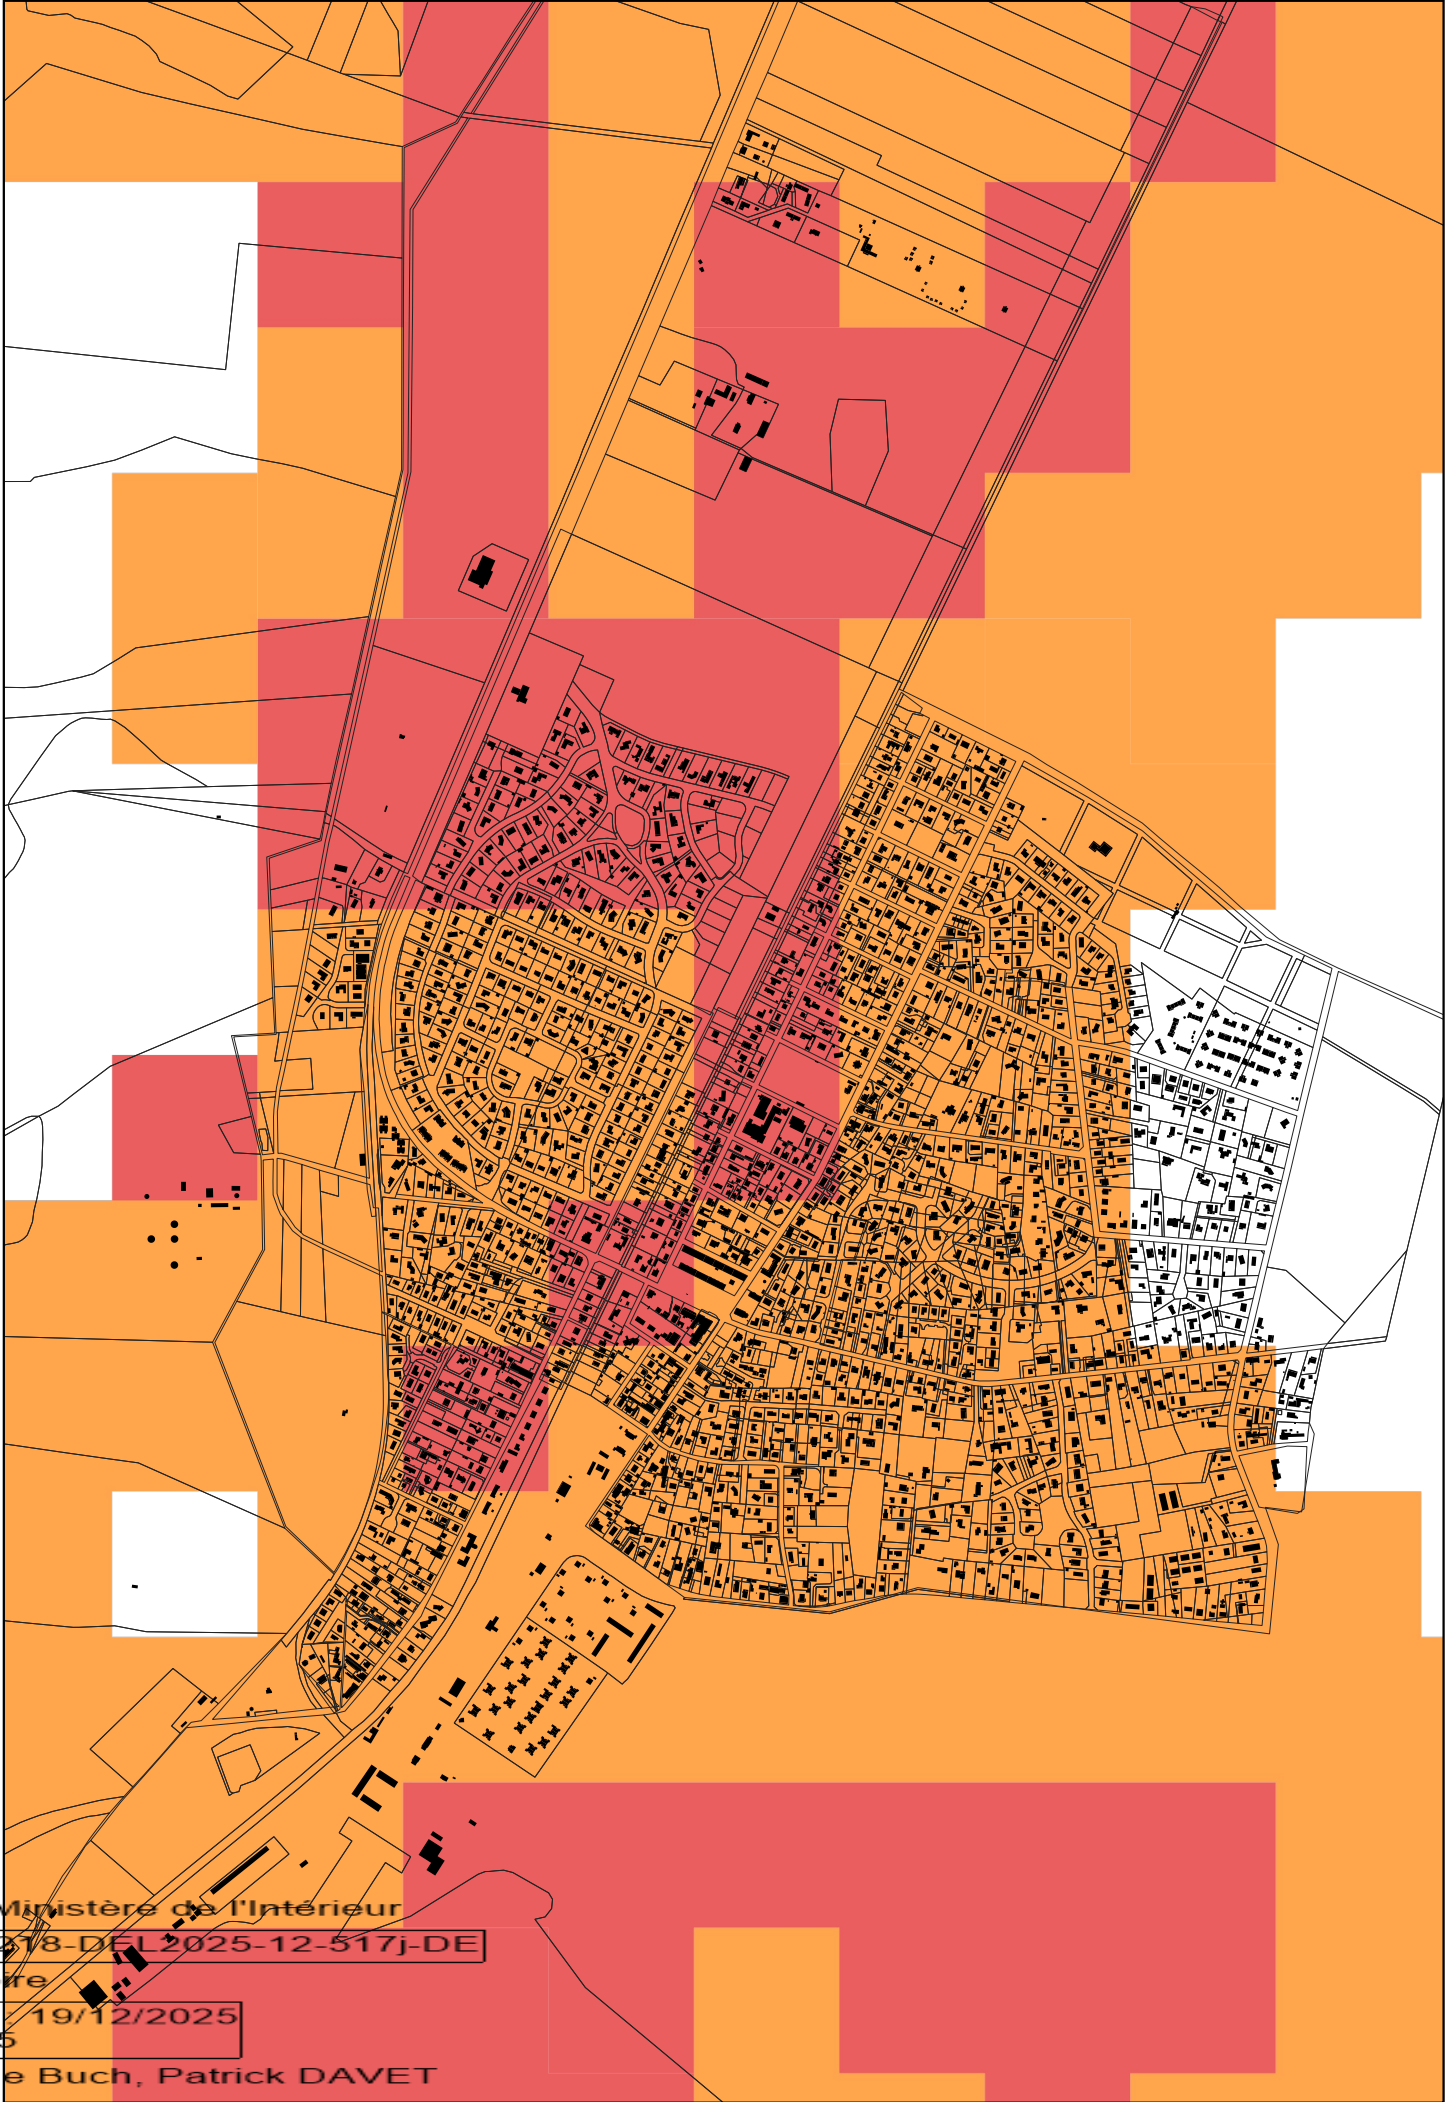 Ministère de l'Intérieur
218-DEL2025-12-517j-DE
ire
: 19/12/2025
5
e Buch, Patrick DAVET